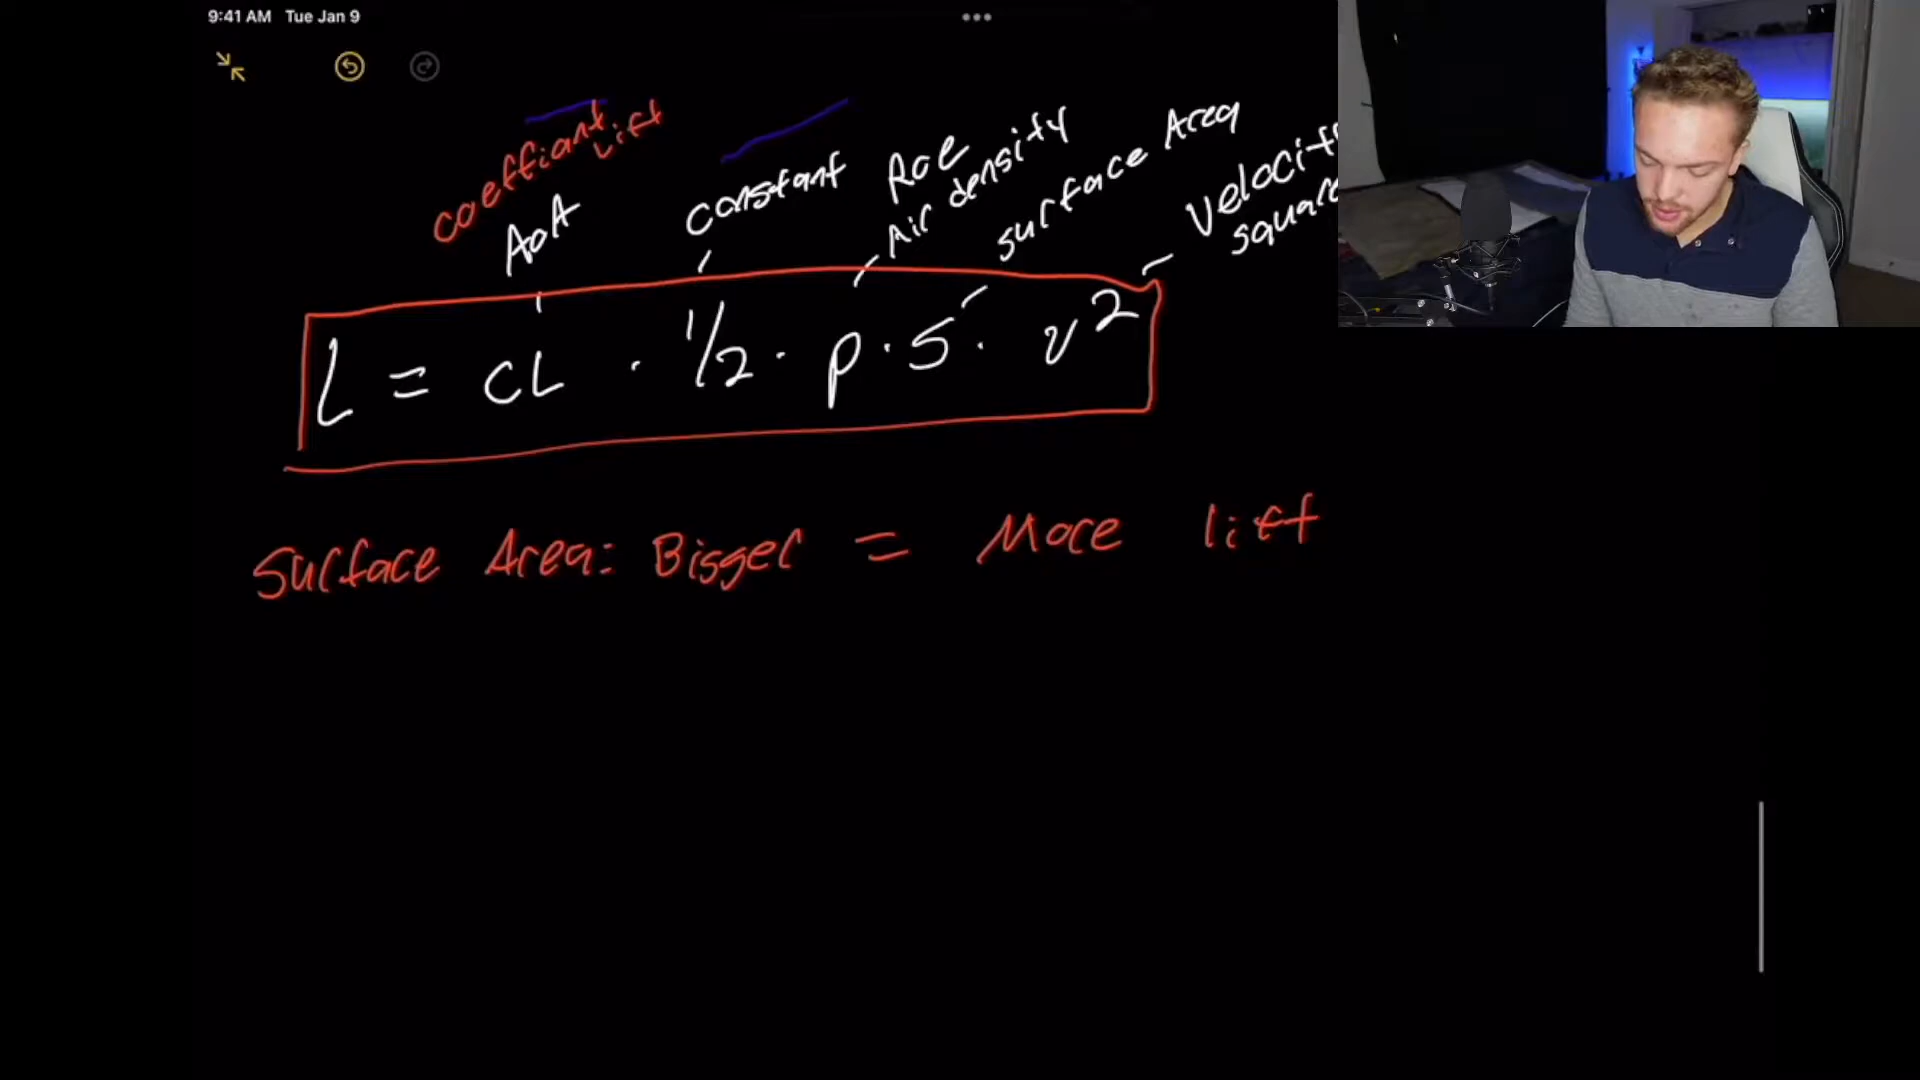 9:41 AM Tue Jan 9
coeffiant Lift
AoA
constant
Roe
Air density
surface Area
Velocity
squar
L = CL · 1/2 · p · S · v²
Surface Area: Bigger = More lift